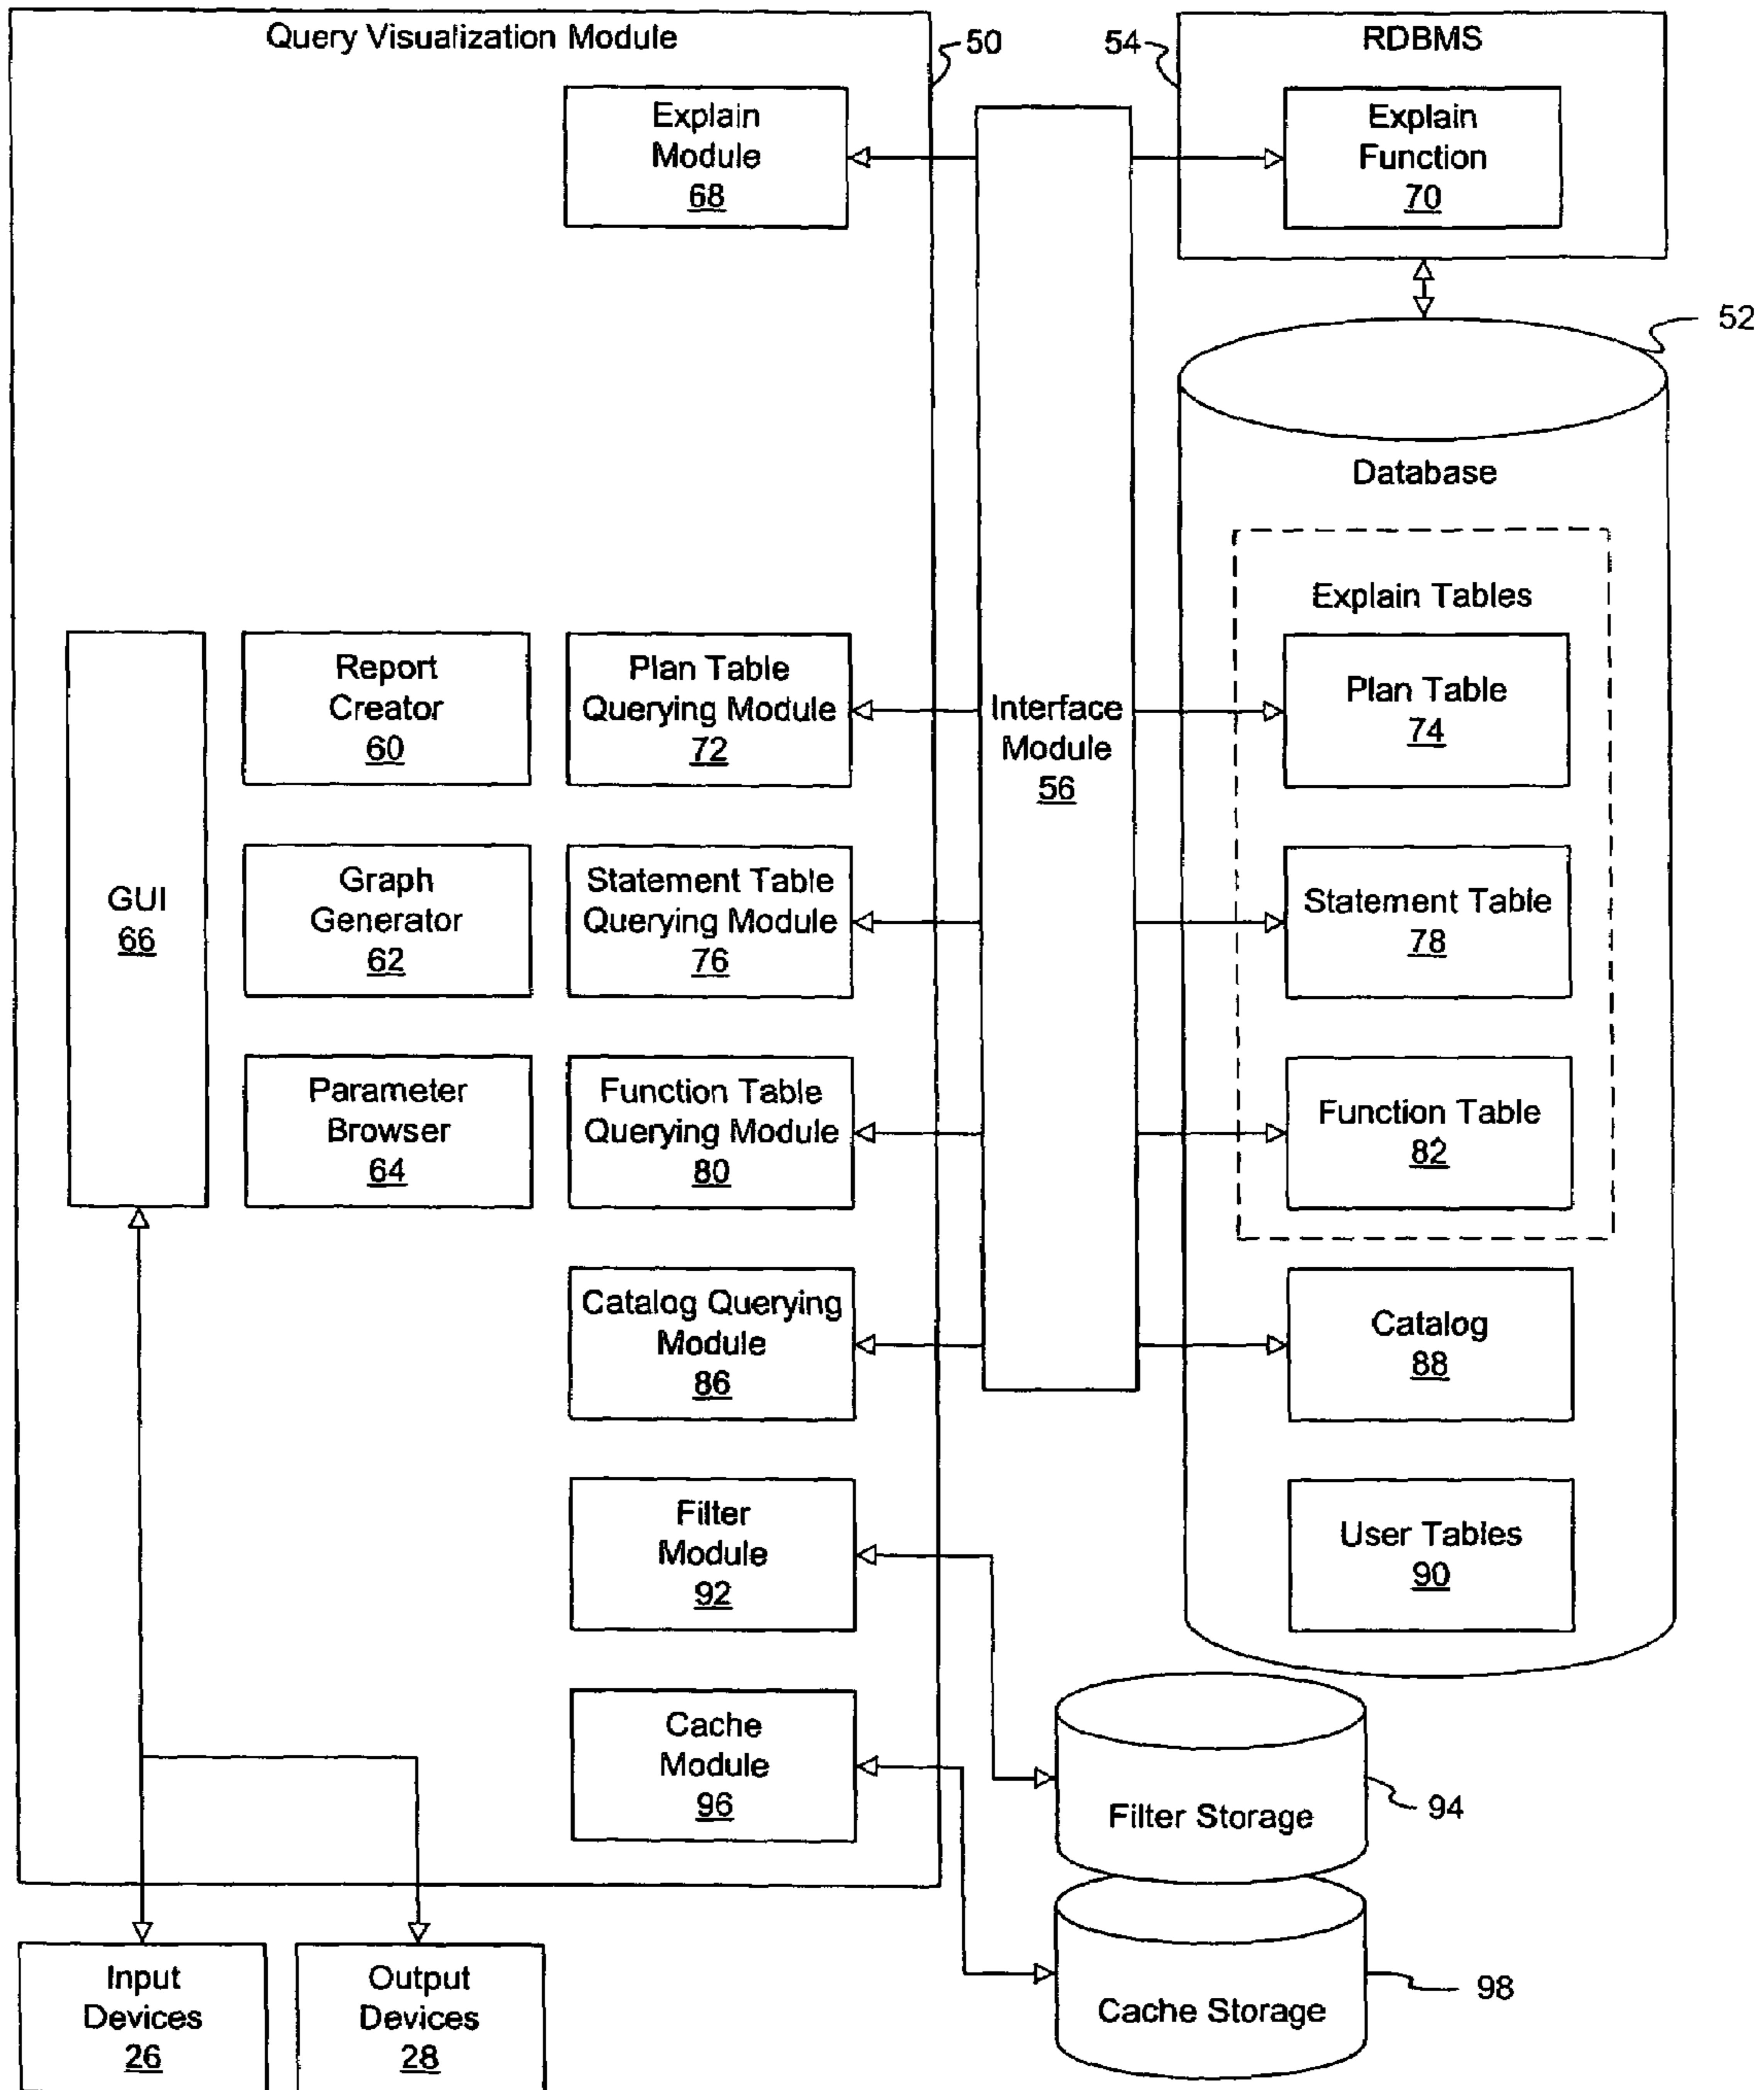 Query Visualization Module
50
54
RDBMS
Explain
Module
68
Explain
Function
70
52
Database
Explain Tables
GUI
66
Report
Creator
60
Plan Table
Querying Module
72
Interface
Module
56
Plan Table
74
Graph
Generator
62
Statement Table
Querying Module
76
Statement Table
78
Parameter
Browser
64
Function Table
Querying Module
80
Function Table
82
Catalog Querying
Module
86
Catalog
88
Filter
Module
92
User Tables
90
Cache
Module
96
Filter Storage
94
Cache Storage
98
Input
Devices
26
Output
Devices
28